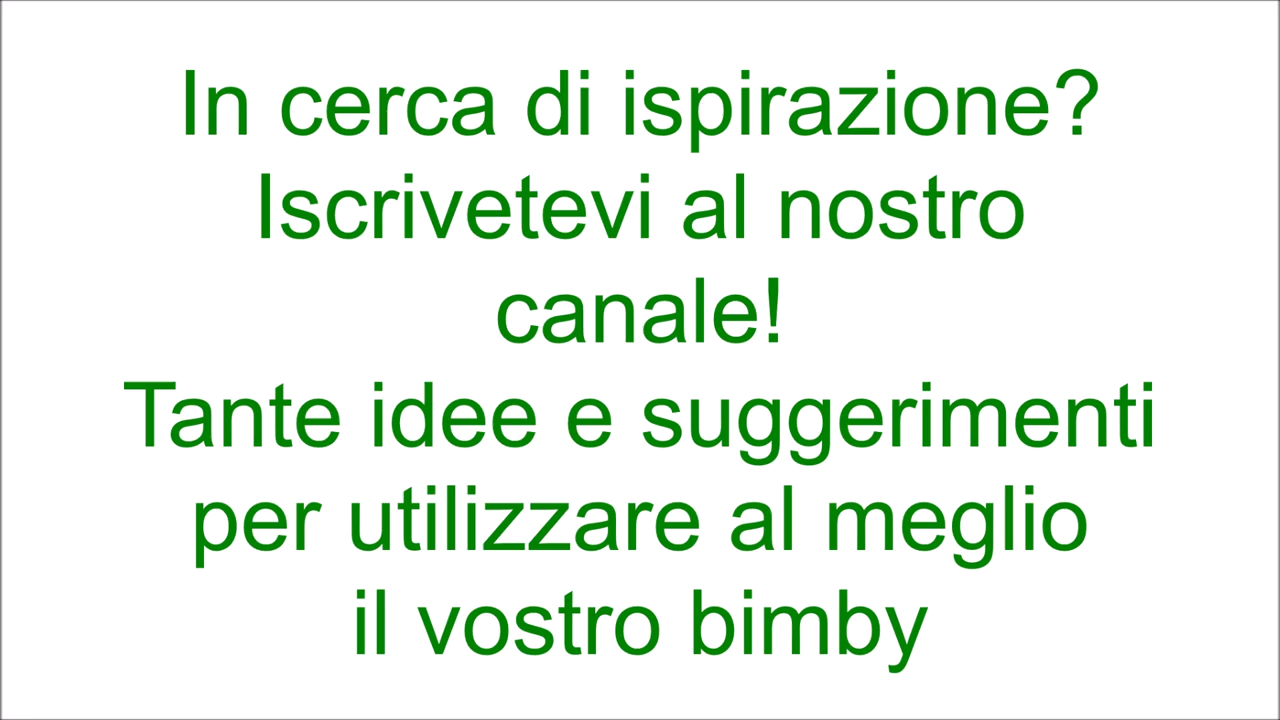 In cerca di ispirazione?
Iscrivetevi al nostro
canale!
Tante idee e suggerimenti
per utilizzare al meglio
il vostro bimby